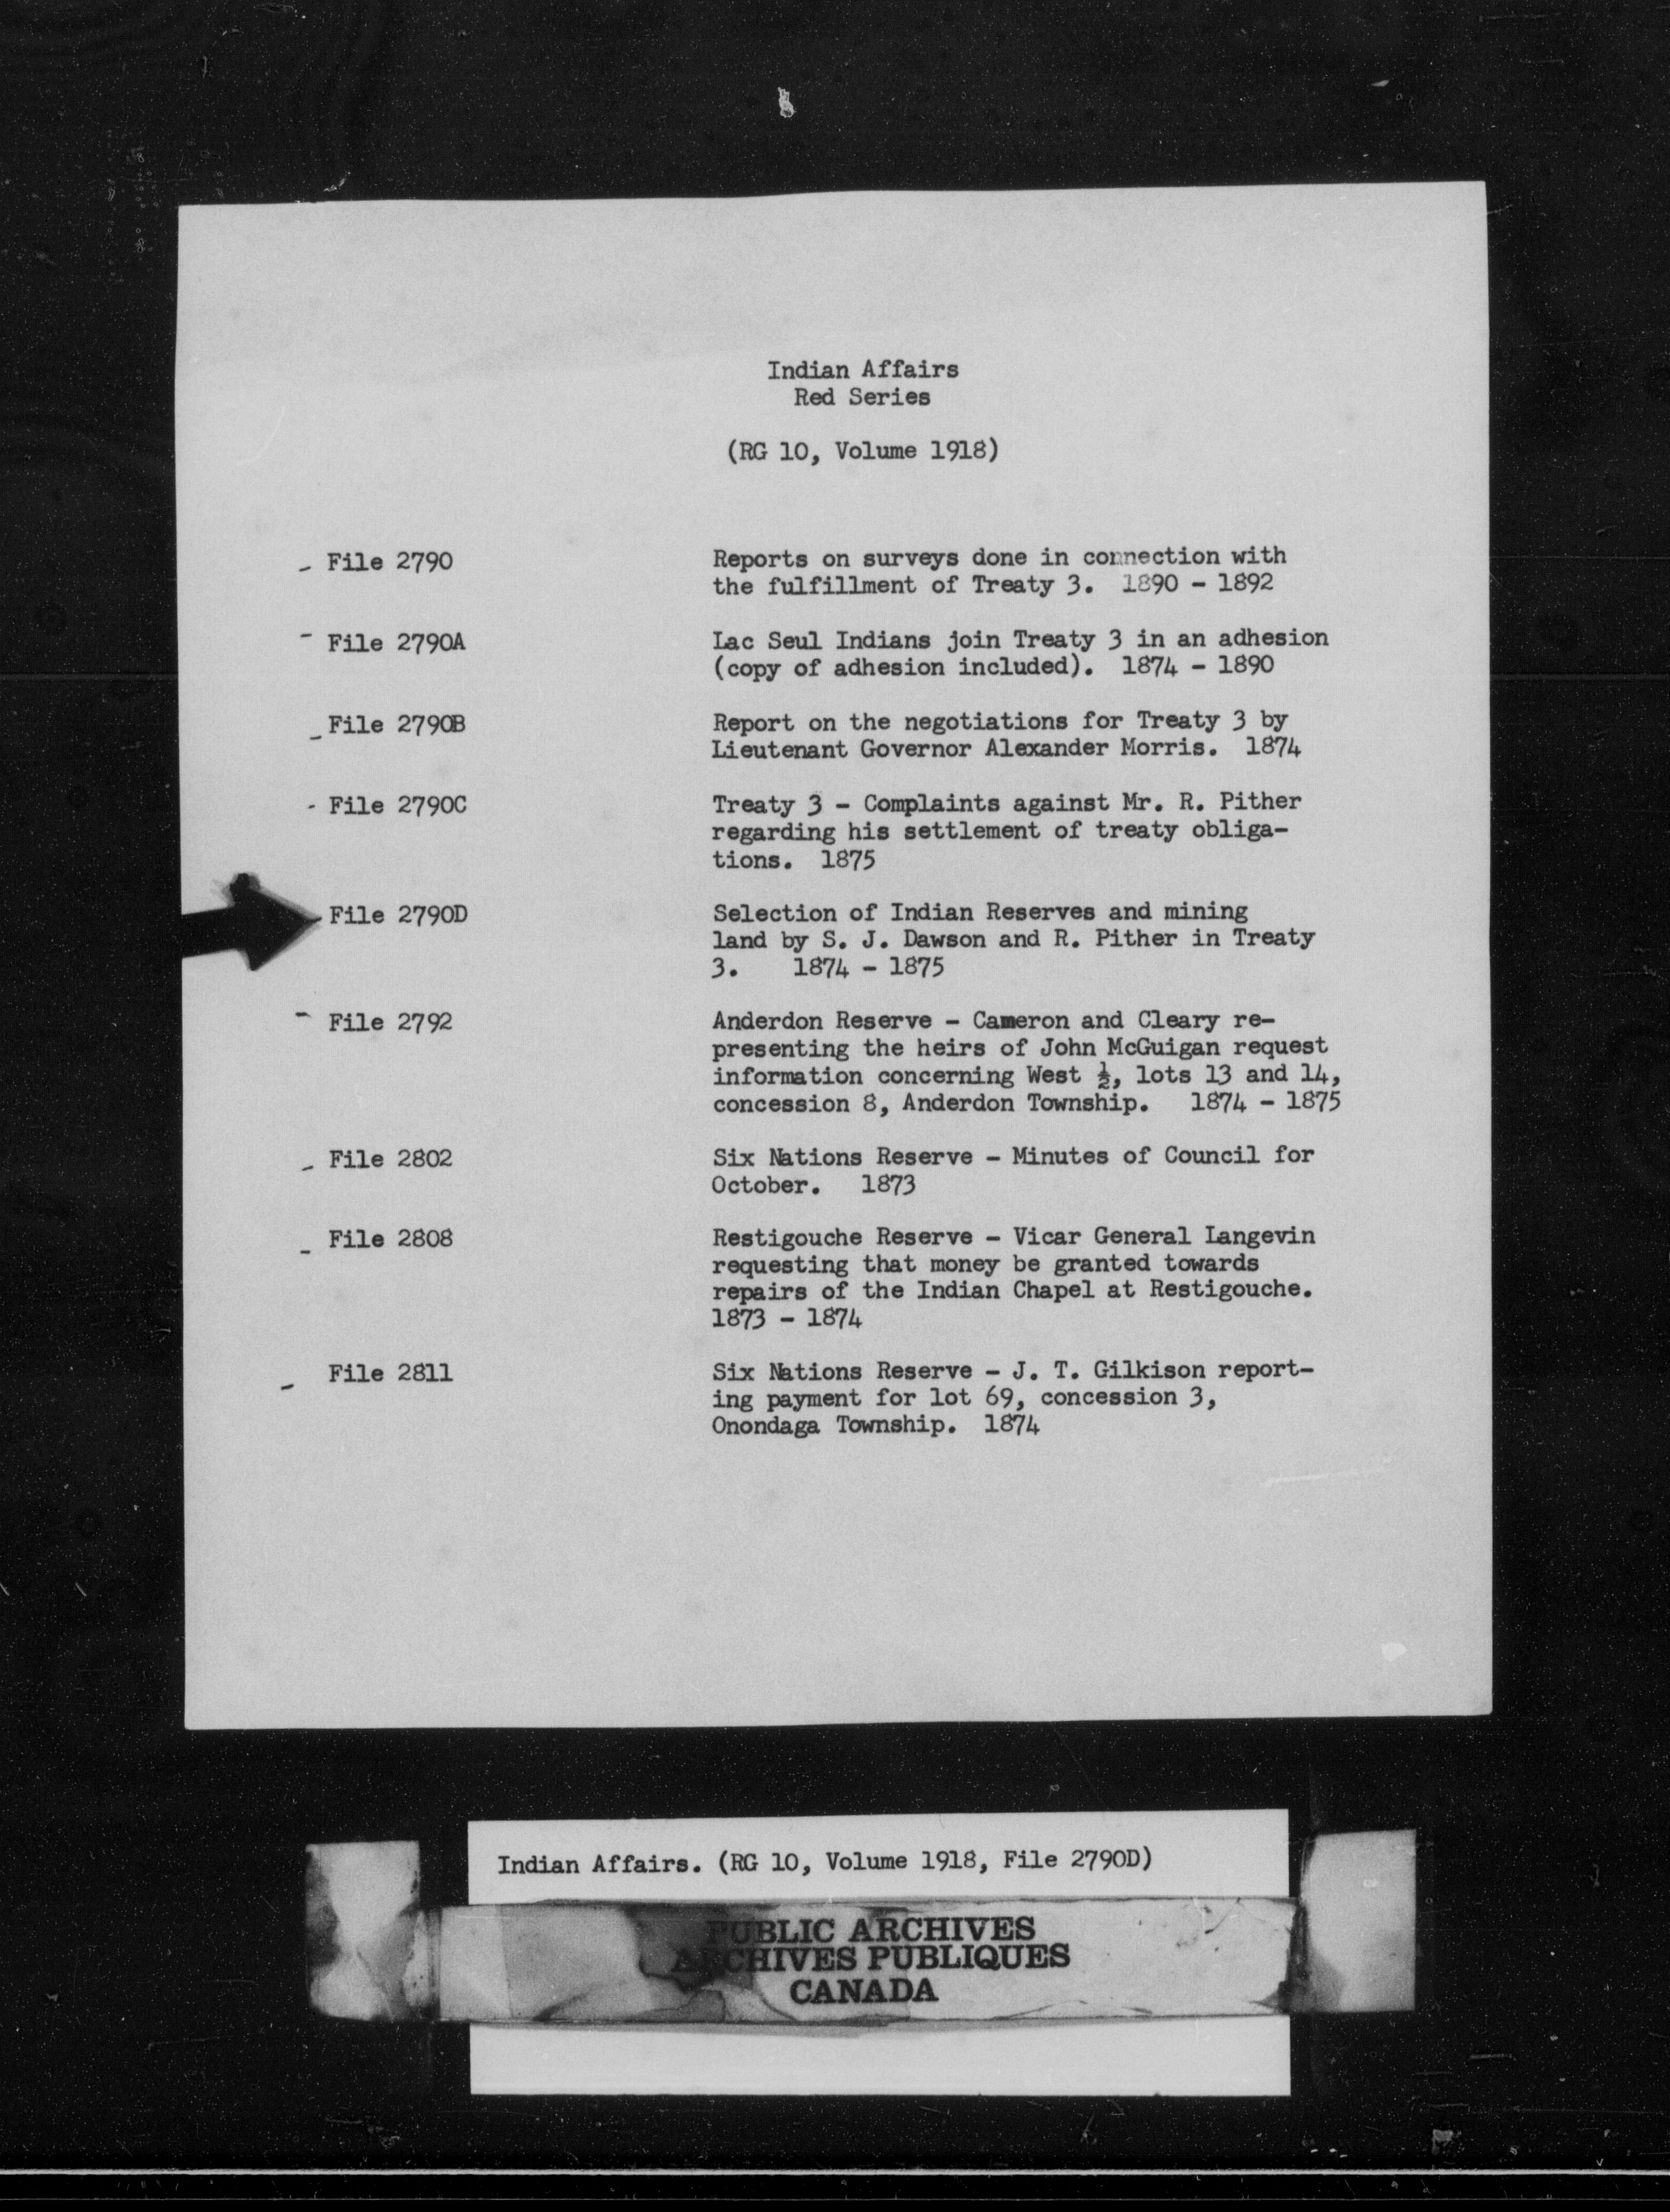 Indian Affairs
Red Series
(RG 10, Volume 1918)
- File 2790
Reports on surveys done in connection with
the fulfillment of Treaty 3. 1890 - 1892
- File 2790A
Lac Seul Indians join Treaty 3 in an adhesion
(copy of adhesion included). 1874 - 1890
- File 2790B
Report on the negotiations for Treaty 3 by
Lieutenant Governor Alexander Morris. 1874
- File 2790C
Treaty 3 - Complaints against Mr. R. Pither
regarding his settlement of treaty obliga-
tions. 1875
File 2790D
Selection of Indian Reserves and mining
land by S. J. Dawson and R. Pither in Treaty
3. 1874 - 1875
- File 2792
Anderdon Reserve - Cameron and Cleary re-
presenting the heirs of John McGuigan request
information concerning West ½, lots 13 and 14,
concession 8, Anderdon Township. 1874 - 1875
- File 2802
Six Nations Reserve - Minutes of Council for
October. 1873
- File 2808
Restigouche Reserve - Vicar General Langevin
requesting that money be granted towards
repairs of the Indian Chapel at Restigouche.
1873 - 1874
- File 2811
Six Nations Reserve - J. T. Gilkison report-
ing payment for lot 69, concession 3,
Onondaga Township. 1874
Indian Affairs. (RG 10, Volume 1918, File 2790D)
PUBLIC ARCHIVES
ARCHIVES PUBLIQUES
CANADA